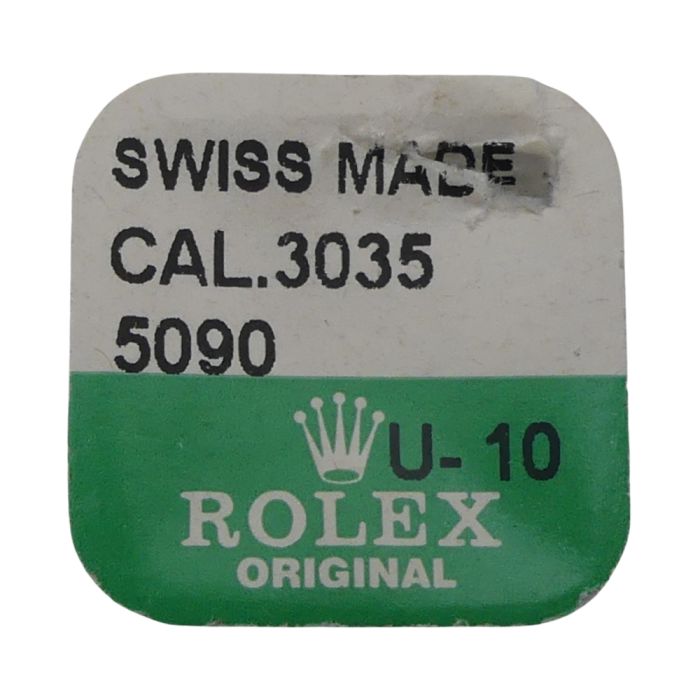 SWISS MADE
CAL.3035
5090
U- 10
ROLEX
ORIGINAL